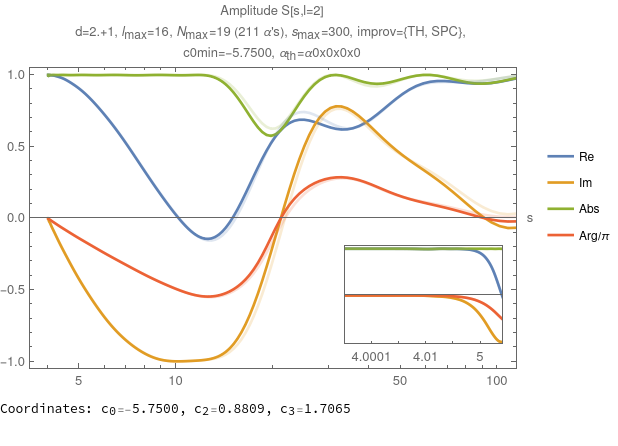 Amplitude S[s,l=2]
d=2.+1, lmax=16, Nmax=19 (211 α's), smax=300, improv={TH, SPC},
c0min=-5.7500, αth=α0x0x0x0
1.0
0.5
0.0
-0.5
-1.0
s
Re
Im
Abs
Arg/π
4.0001 4.01 5
5 10 50 100
Coordinates: c0=-5.7500, c2=0.8809, c3=1.7065